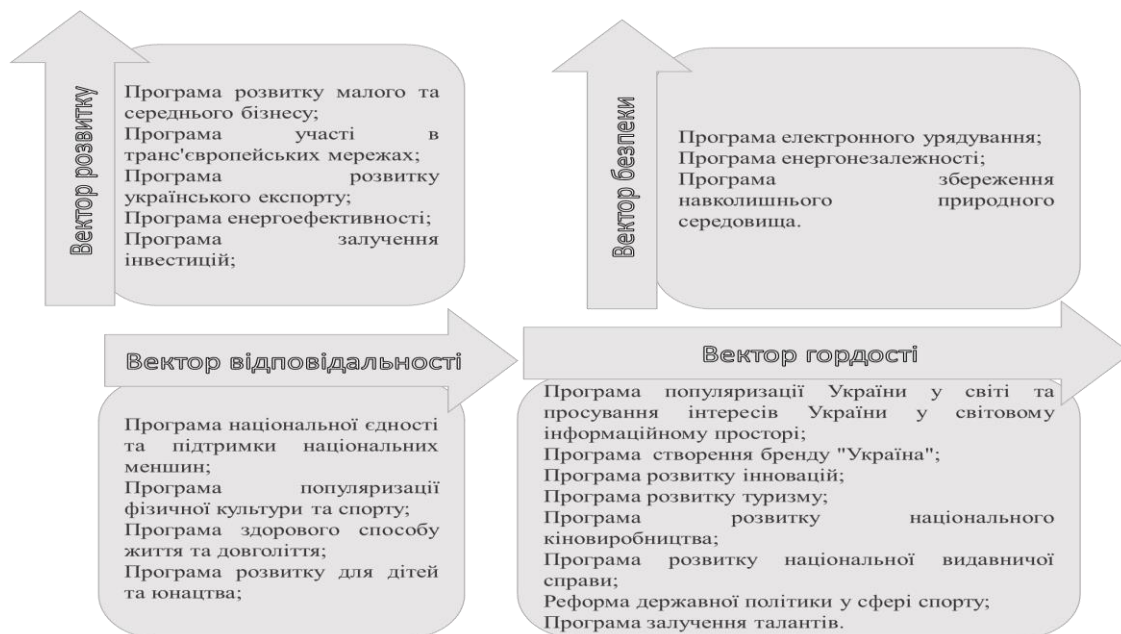 Вектор розвитку
Програма розвитку малого та
середнього бізнесу;
Програма участі в
транс'європейських мережах;
Програма розвитку
українського експорту;
Програма енергоефективності;
Програма залучення
інвестицій;
Вектор безпеки
Програма електронного урядування;
Програма енергонезалежності;
Програма збереження
навколишнього природного
середовища.
Вектор відповідальності
Програма національної єдності
та підтримки національних
меншин;
Програма популяризації
фізичної культури та спорту;
Програма здорового способу
життя та довголіття;
Програма розвитку для дітей
та юнацтва;
Вектор гордості
Програма популяризації України у світі та
просування інтересів України у світовому
інформаційному просторі;
Програма створення бренду "Україна";
Програма розвитку інновацій;
Програма розвитку туризму;
Програма розвитку національного
кіновиробництва;
Програма розвитку національної видавничої
справи;
Реформа державної політики у сфері спорту;
Програма залучення талантів.